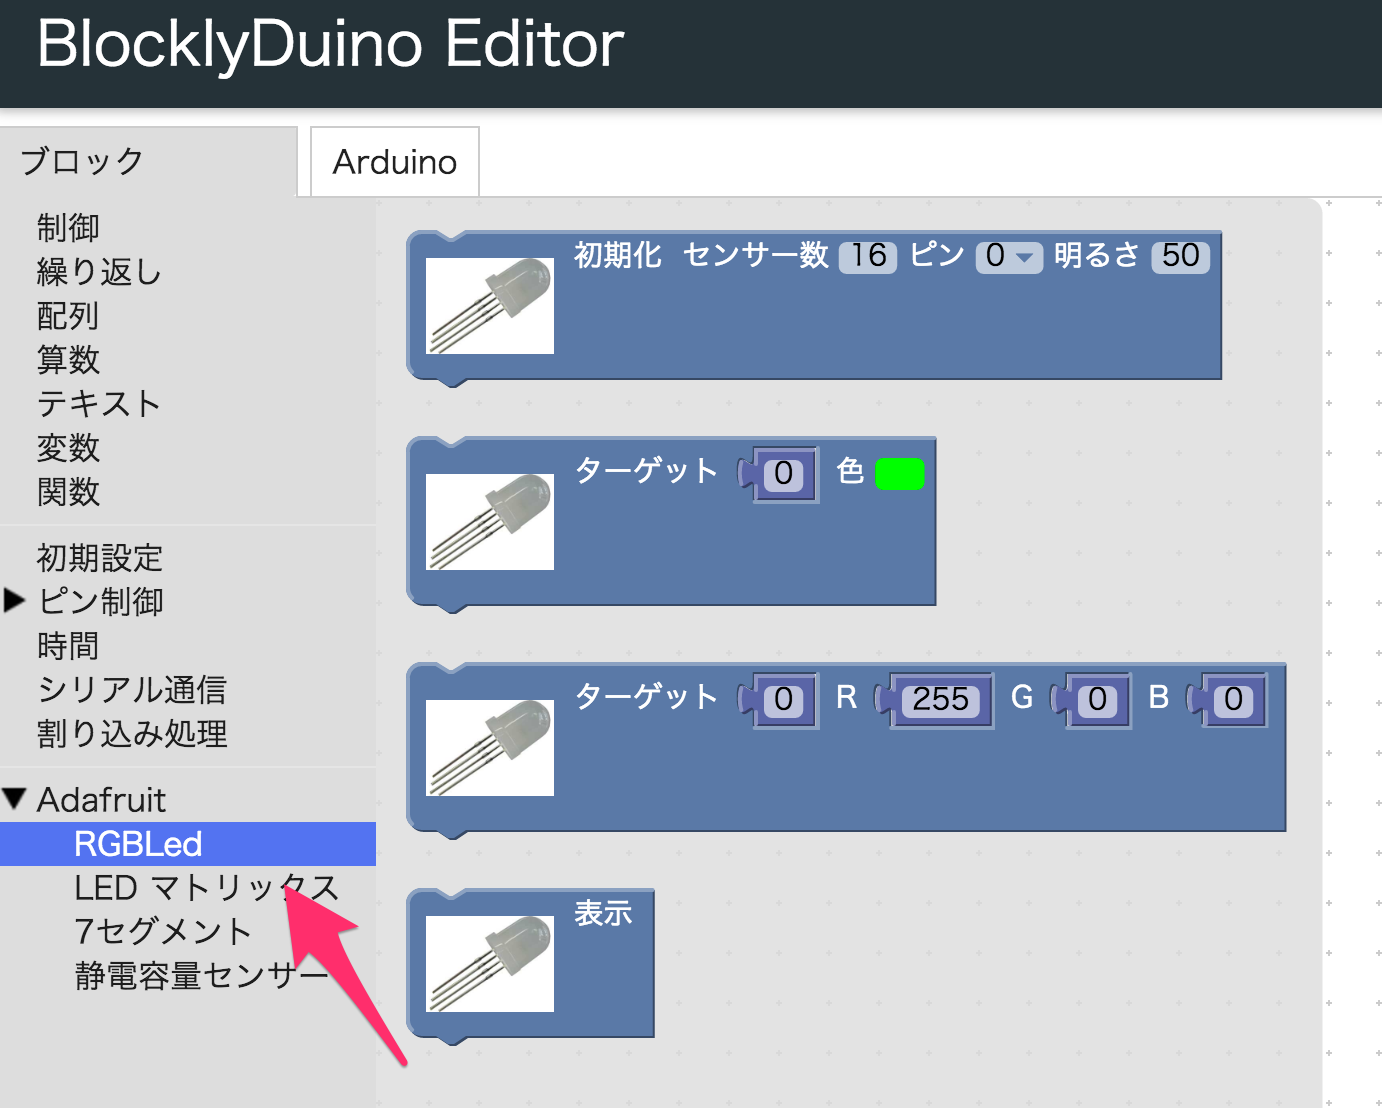 BlocklyDuino Editor
ブロック
Arduino
制御
繰り返し
配列
算数
テキスト
変数
関数
初期設定
ピン制御
時間
シリアル通信
割り込み処理
Adafruit
RGBLed
LED マトリックス
7セグメント
静電容量センサー
初期化 センサー数 16 ピン 0 明るさ 50
ターゲット 0 色
ターゲット 0 R 255 G 0 B 0
表示